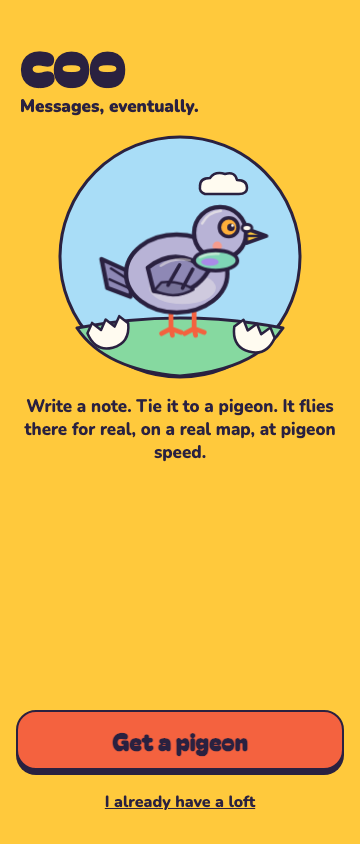 COO
Messages, eventually.
Write a note. Tie it to a pigeon. It flies
there for real, on a real map, at pigeon
speed.
Get a pigeon
I already have a loft